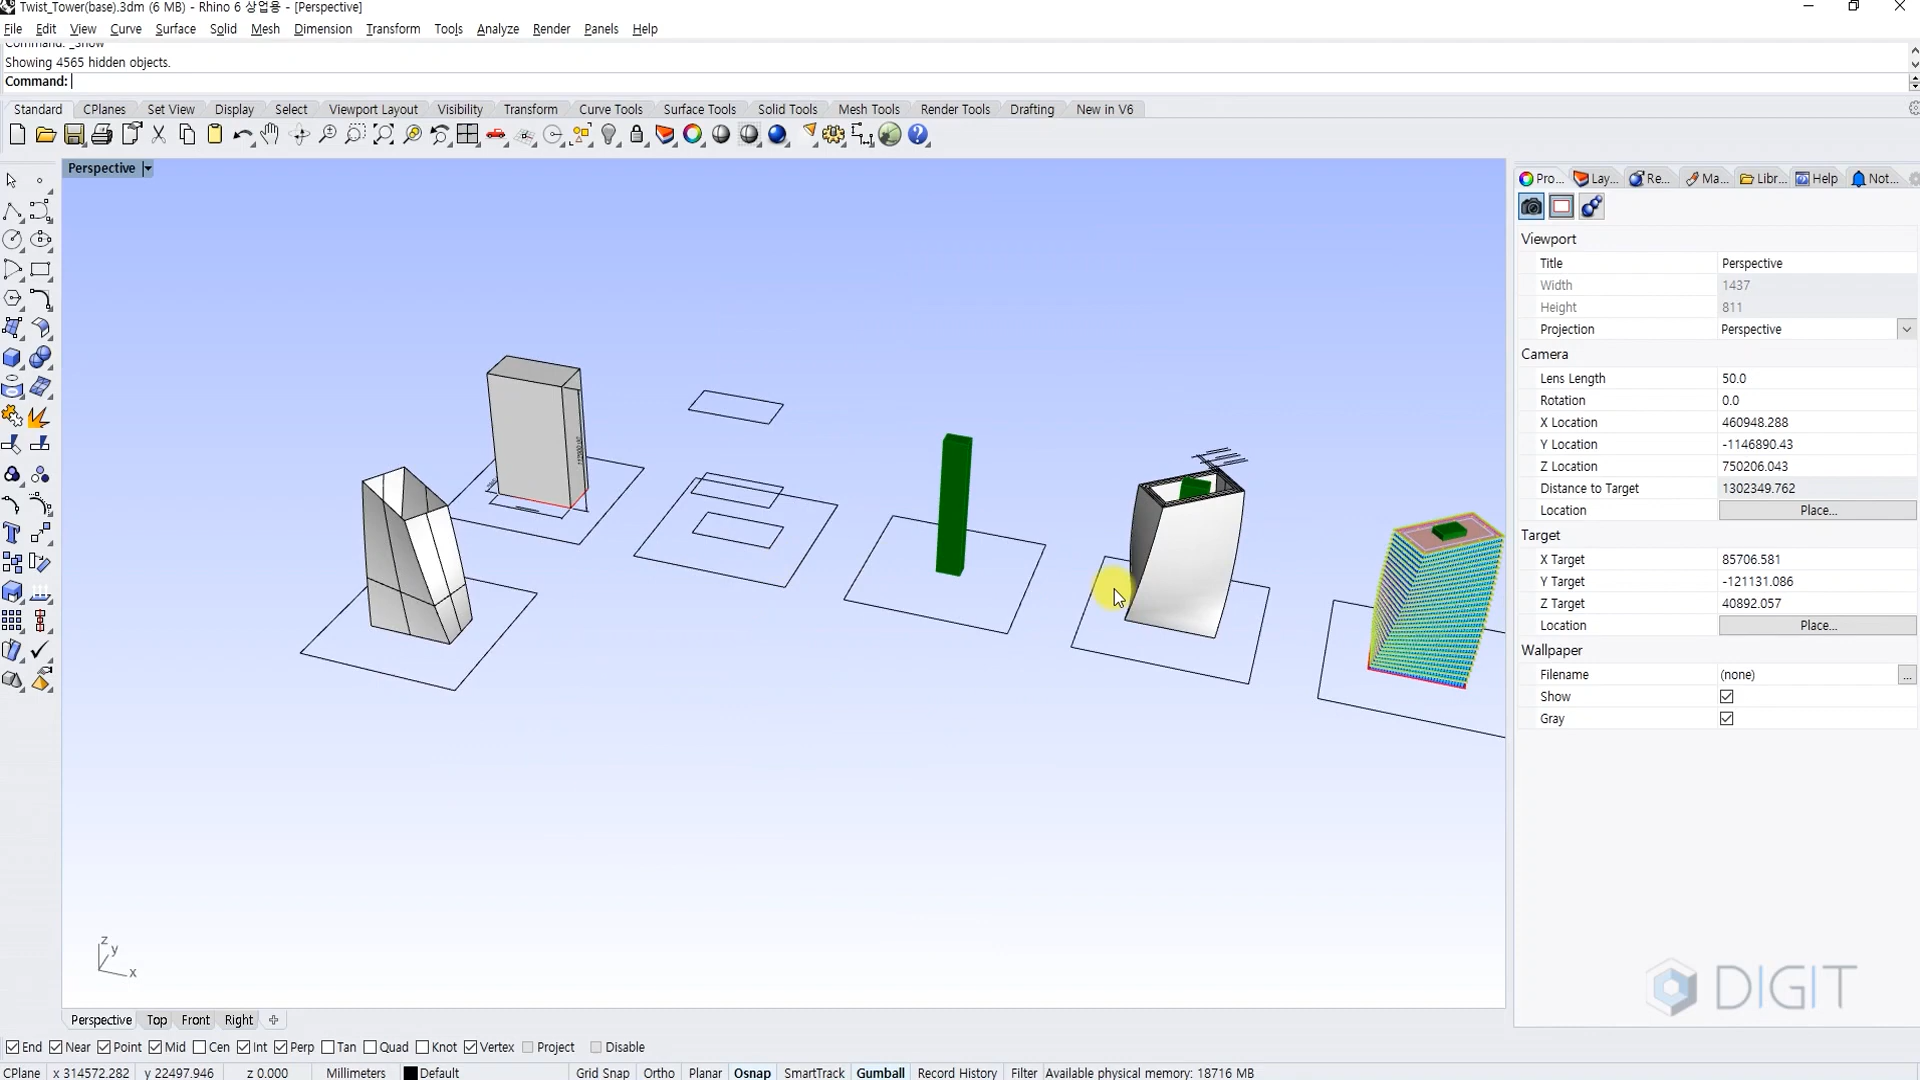 Twist_Tower(base).3dm (6 MB) - Rhino 6 상업용 - [Perspective]
File Edit View Curve Surface Solid Mesh Dimension Transform Tools Analyze Render Panels Help
Command: _Show
Showing 4565 hidden objects.
Command:
Standard CPlanes Set View Display Select Viewport Layout Visibility Transform Curve Tools Surface Tools Solid Tools Mesh Tools Render Tools Drafting New in V6
Perspective
Pro... Lay... Re... Ma... Libr... Help Not...
Viewport
Title Perspective
Width 1437
Height 811
Projection Perspective
Camera
Lens Length 50.0
Rotation 0.0
X Location 460948.288
Y Location -1146890.43
Z Location 750206.043
Distance to Target 1302349.762
Location Place...
Target
X Target 85706.581
Y Target -121131.086
Z Target 40892.057
Location Place...
Wallpaper
Filename (none) ...
Show
Gray
z
y
x
DIGIT
Perspective Top Front Right
End Near Point Mid Cen Int Perp Tan Quad Knot Vertex Project Disable
CPlane x 314572.282 y 22497.946 z 0.000 Millimeters Default Grid Snap Ortho Planar Osnap SmartTrack Gumball Record History Filter Available physical memory: 18716 MB